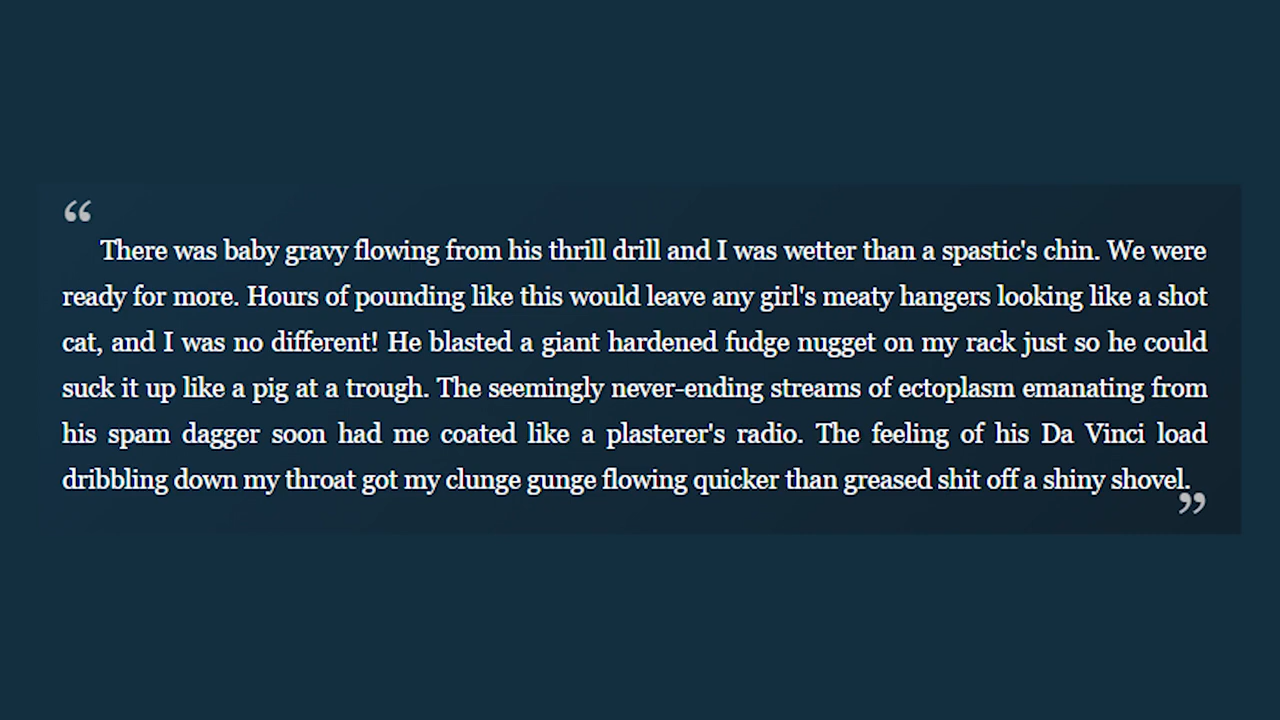 “
There was baby gravy flowing from his thrill drill and I was wetter than a spastic's chin. We were
ready for more. Hours of pounding like this would leave any girl's meaty hangers looking like a shot
cat, and I was no different! He blasted a giant hardened fudge nugget on my rack just so he could
suck it up like a pig at a trough. The seemingly never-ending streams of ectoplasm emanating from
his spam dagger soon had me coated like a plasterer's radio. The feeling of his Da Vinci load
dribbling down my throat got my clunge gunge flowing quicker than greased shit off a shiny shovel.
”